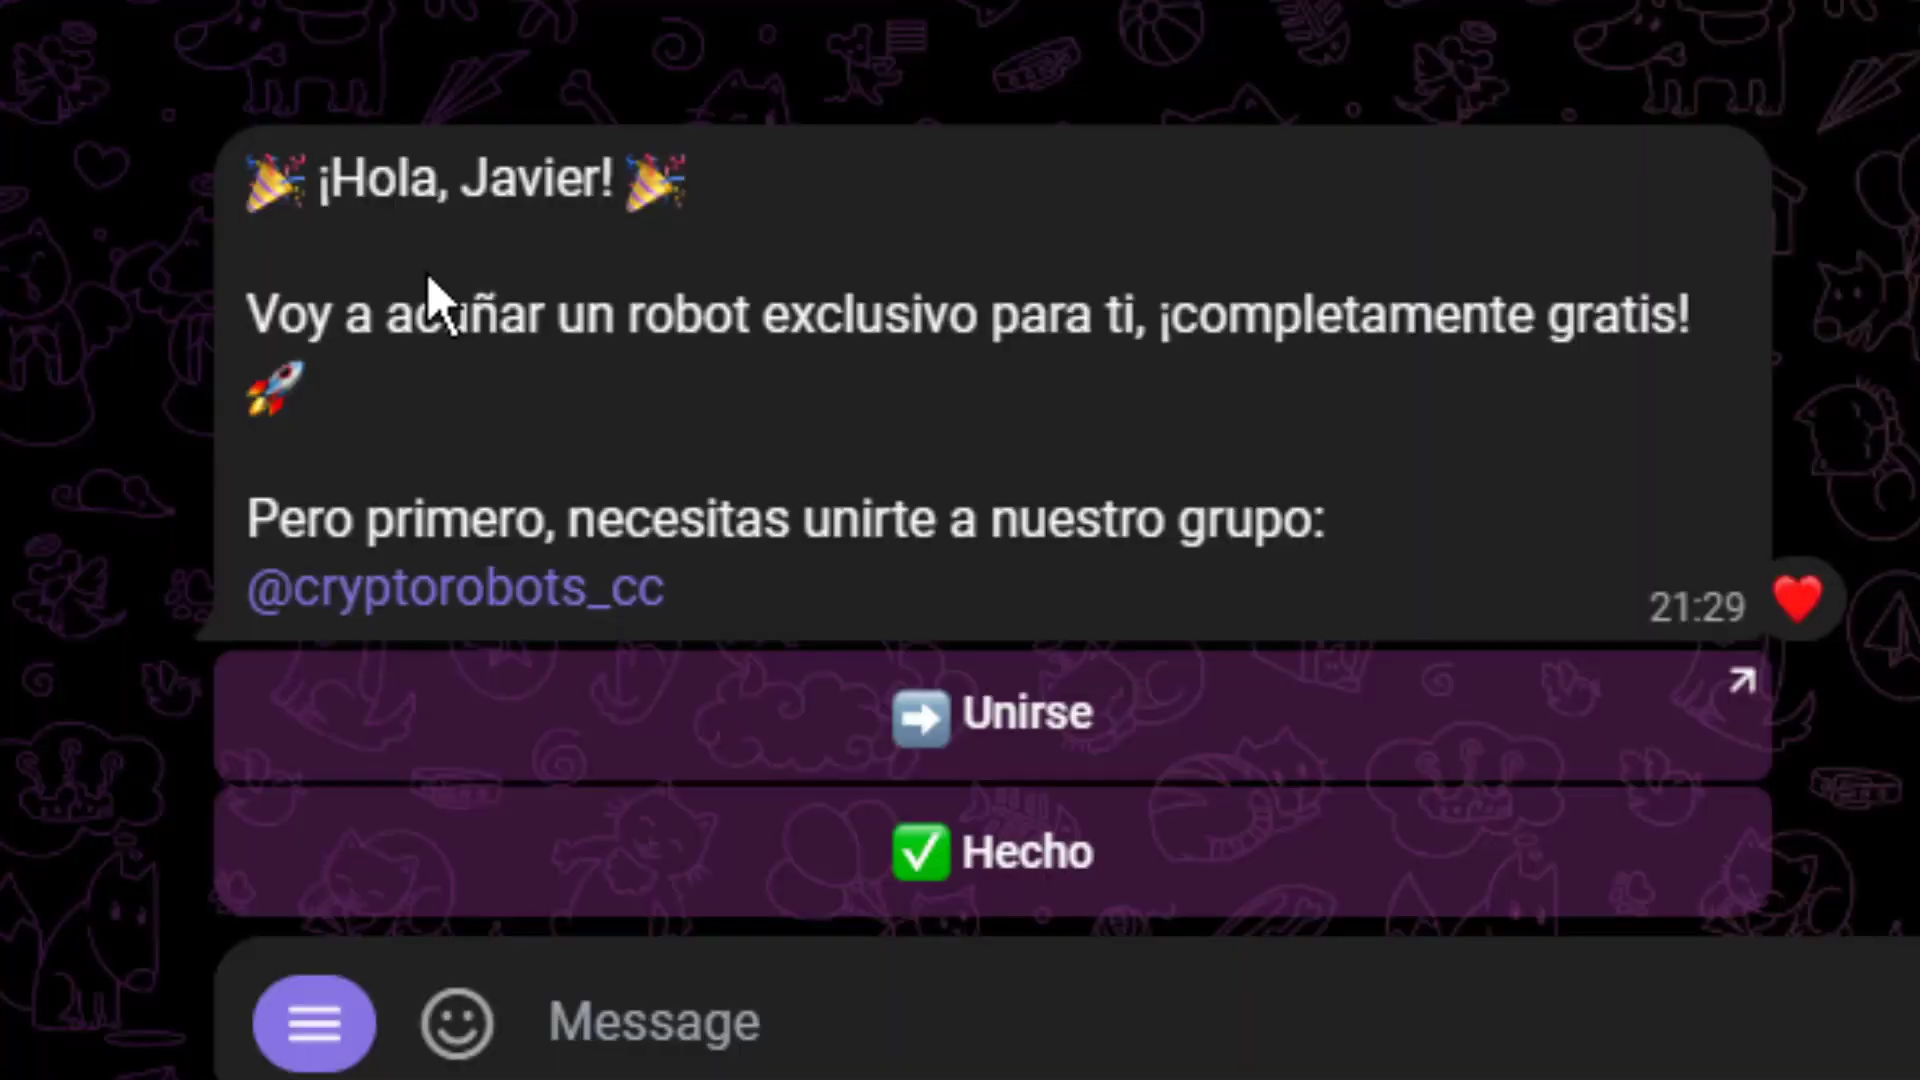 🎉 ¡Hola, Javier! 🎉
Voy a acuñar un robot exclusivo para ti, ¡completamente gratis!
🚀
Pero primero, necesitas unirte a nuestro grupo:
@cryptorobots_cc
21:29
Unirse
Hecho
Message